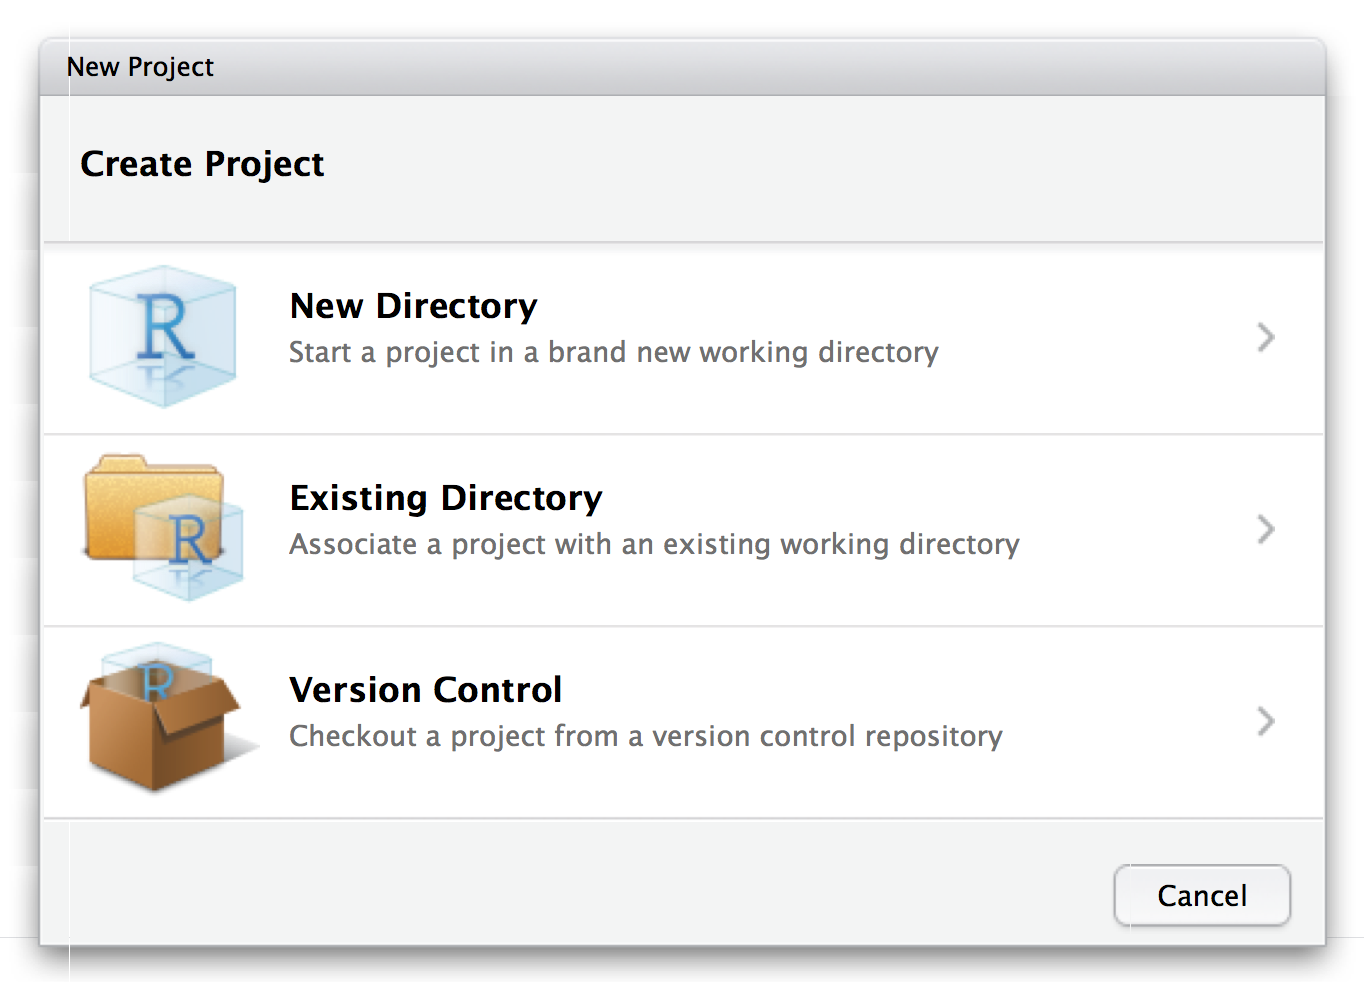 New Project
Create Project
R
New Directory
Start a project in a brand new working directory
R
Existing Directory
Associate a project with an existing working directory
R
Version Control
Checkout a project from a version control repository
Cancel